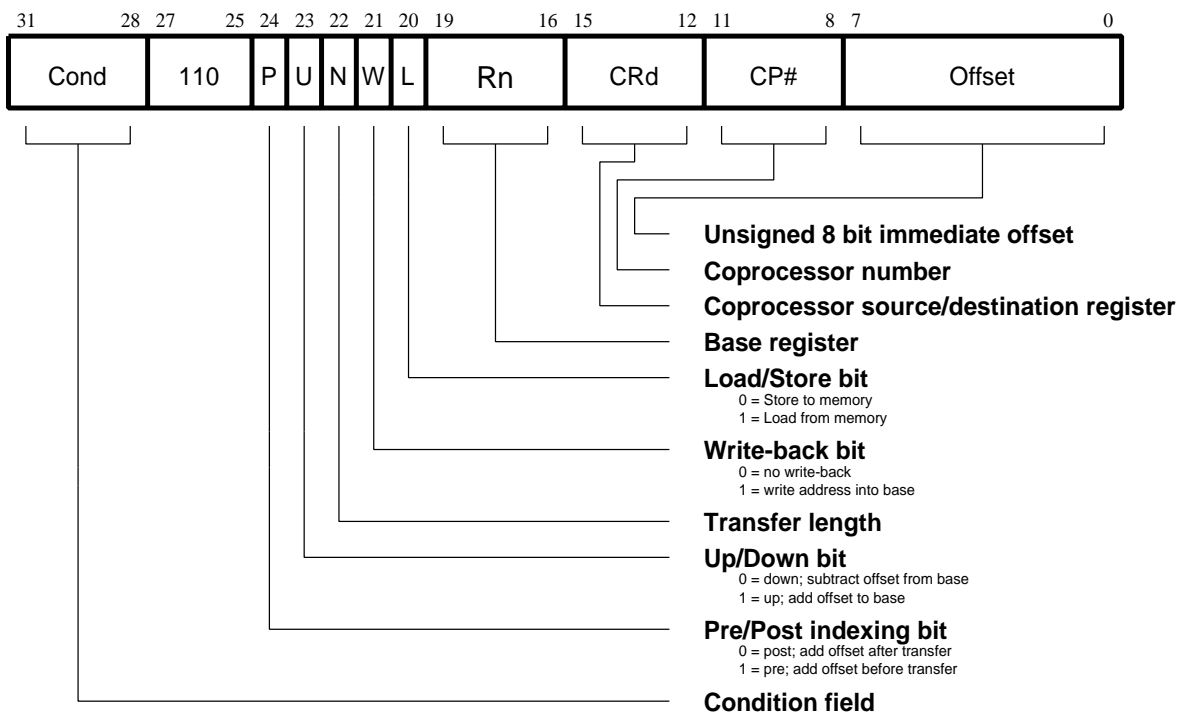 31 28 27 25 24 23 22 21 20 19 16 15 12 11 8 7 0
Cond 110 P U N W L Rn CRd CP# Offset
Unsigned 8 bit immediate offset
Coprocessor number
Coprocessor source/destination register
Base register
Load/Store bit
0 = Store to memory
1 = Load from memory
Write-back bit
0 = no write-back
1 = write address into base
Transfer length
Up/Down bit
0 = down; subtract offset from base
1 = up; add offset to base
Pre/Post indexing bit
0 = post; add offset after transfer
1 = pre; add offset before transfer
Condition field